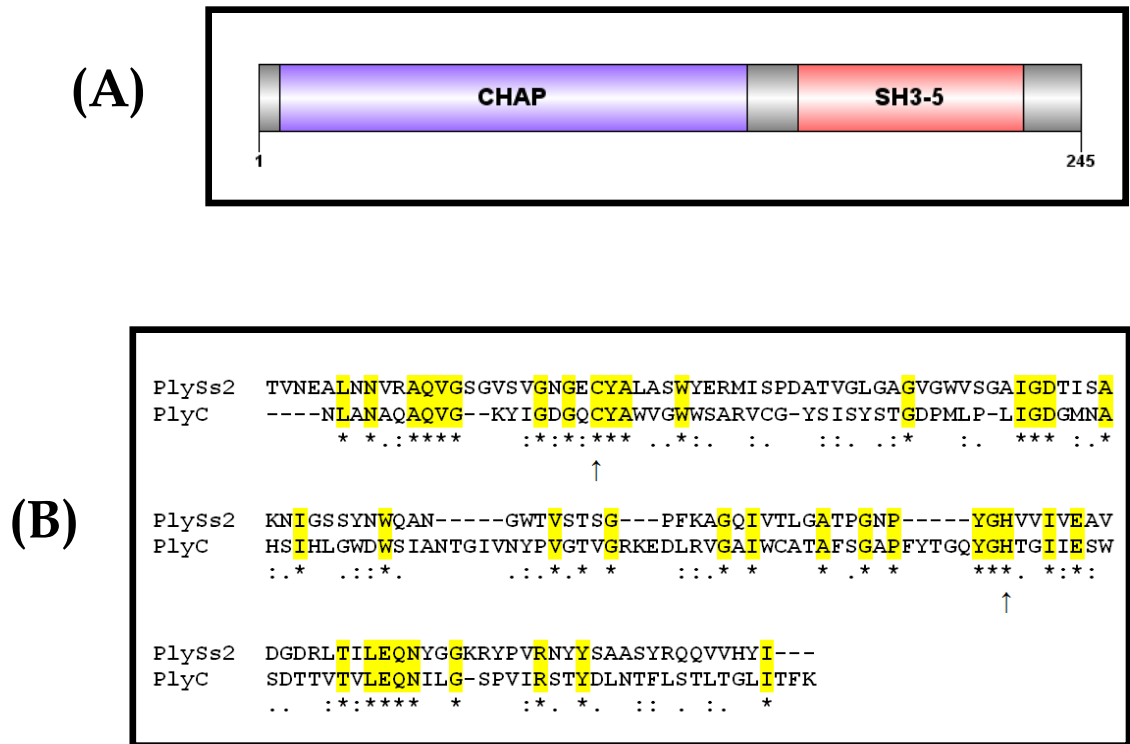 (A)
CHAP SH3-5
1 245
(B)
PlySs2 TVNEALNNVRAQVGSGVSVGNGECYALASWYERMISPDATVGLGAGVGWVSGAIGDTISA
PlyC ----NLANAQAQVG--KYIGDGQCYAWVGWWSARVCG-YSISYSTGDPMLP-LIGDGMNA
* *.:**** :*:*:*** ..*:. :. ::. .:* :. *** :.*
↑
PlySs2 KNIGSSYNWQAN-----GWTVSTSG---PFKAGQIVTLGATPGNP-----YGHVVIVEAV
PlyC HSIHLGWDWSIANTGIVNYPVGTVGRKEDLRVGAIWCATAFSGAPFYTGQYGHTGIIESW
:.* .::*. .:*.* * ::.* * * .* * ***. *:*:
↑
PlySs2 DGDRLTILEQNYGGKRYPVRNYYSAASYRQQVVHYI---
PlyC SDTTVTVLEQNILG-SPVIRSTYDLNTFLSTLTGLITFK
.. :*:**** * :*. *. :: . :. *